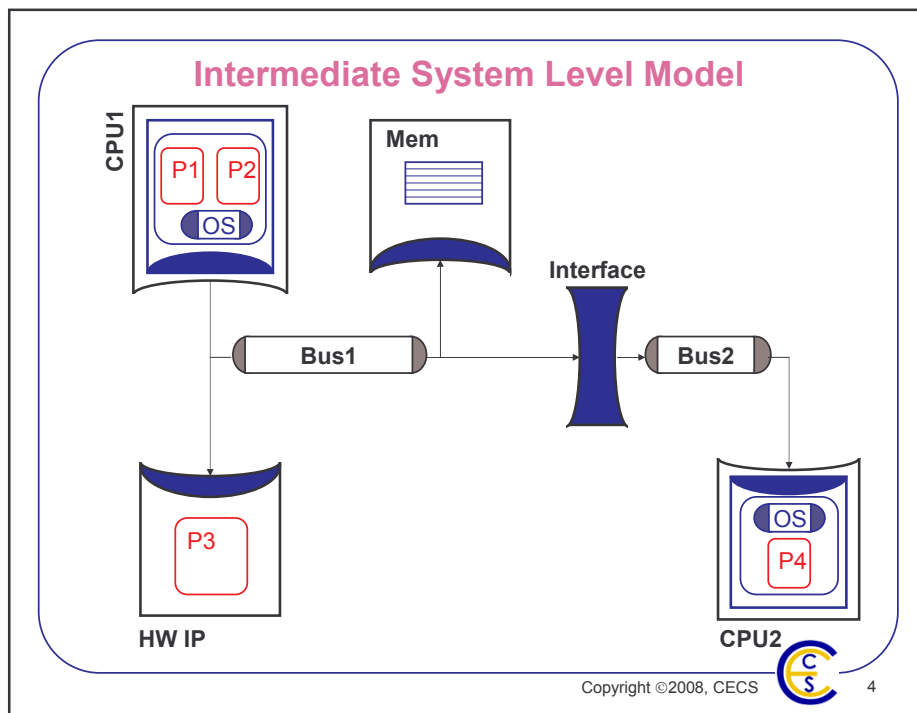 Intermediate System Level Model
CPU1
P1
P2
OS
Mem
Interface
Bus1
Bus2
P3
HW IP
OS
P4
CPU2
Copyright ©2008, CECS
C
S
4